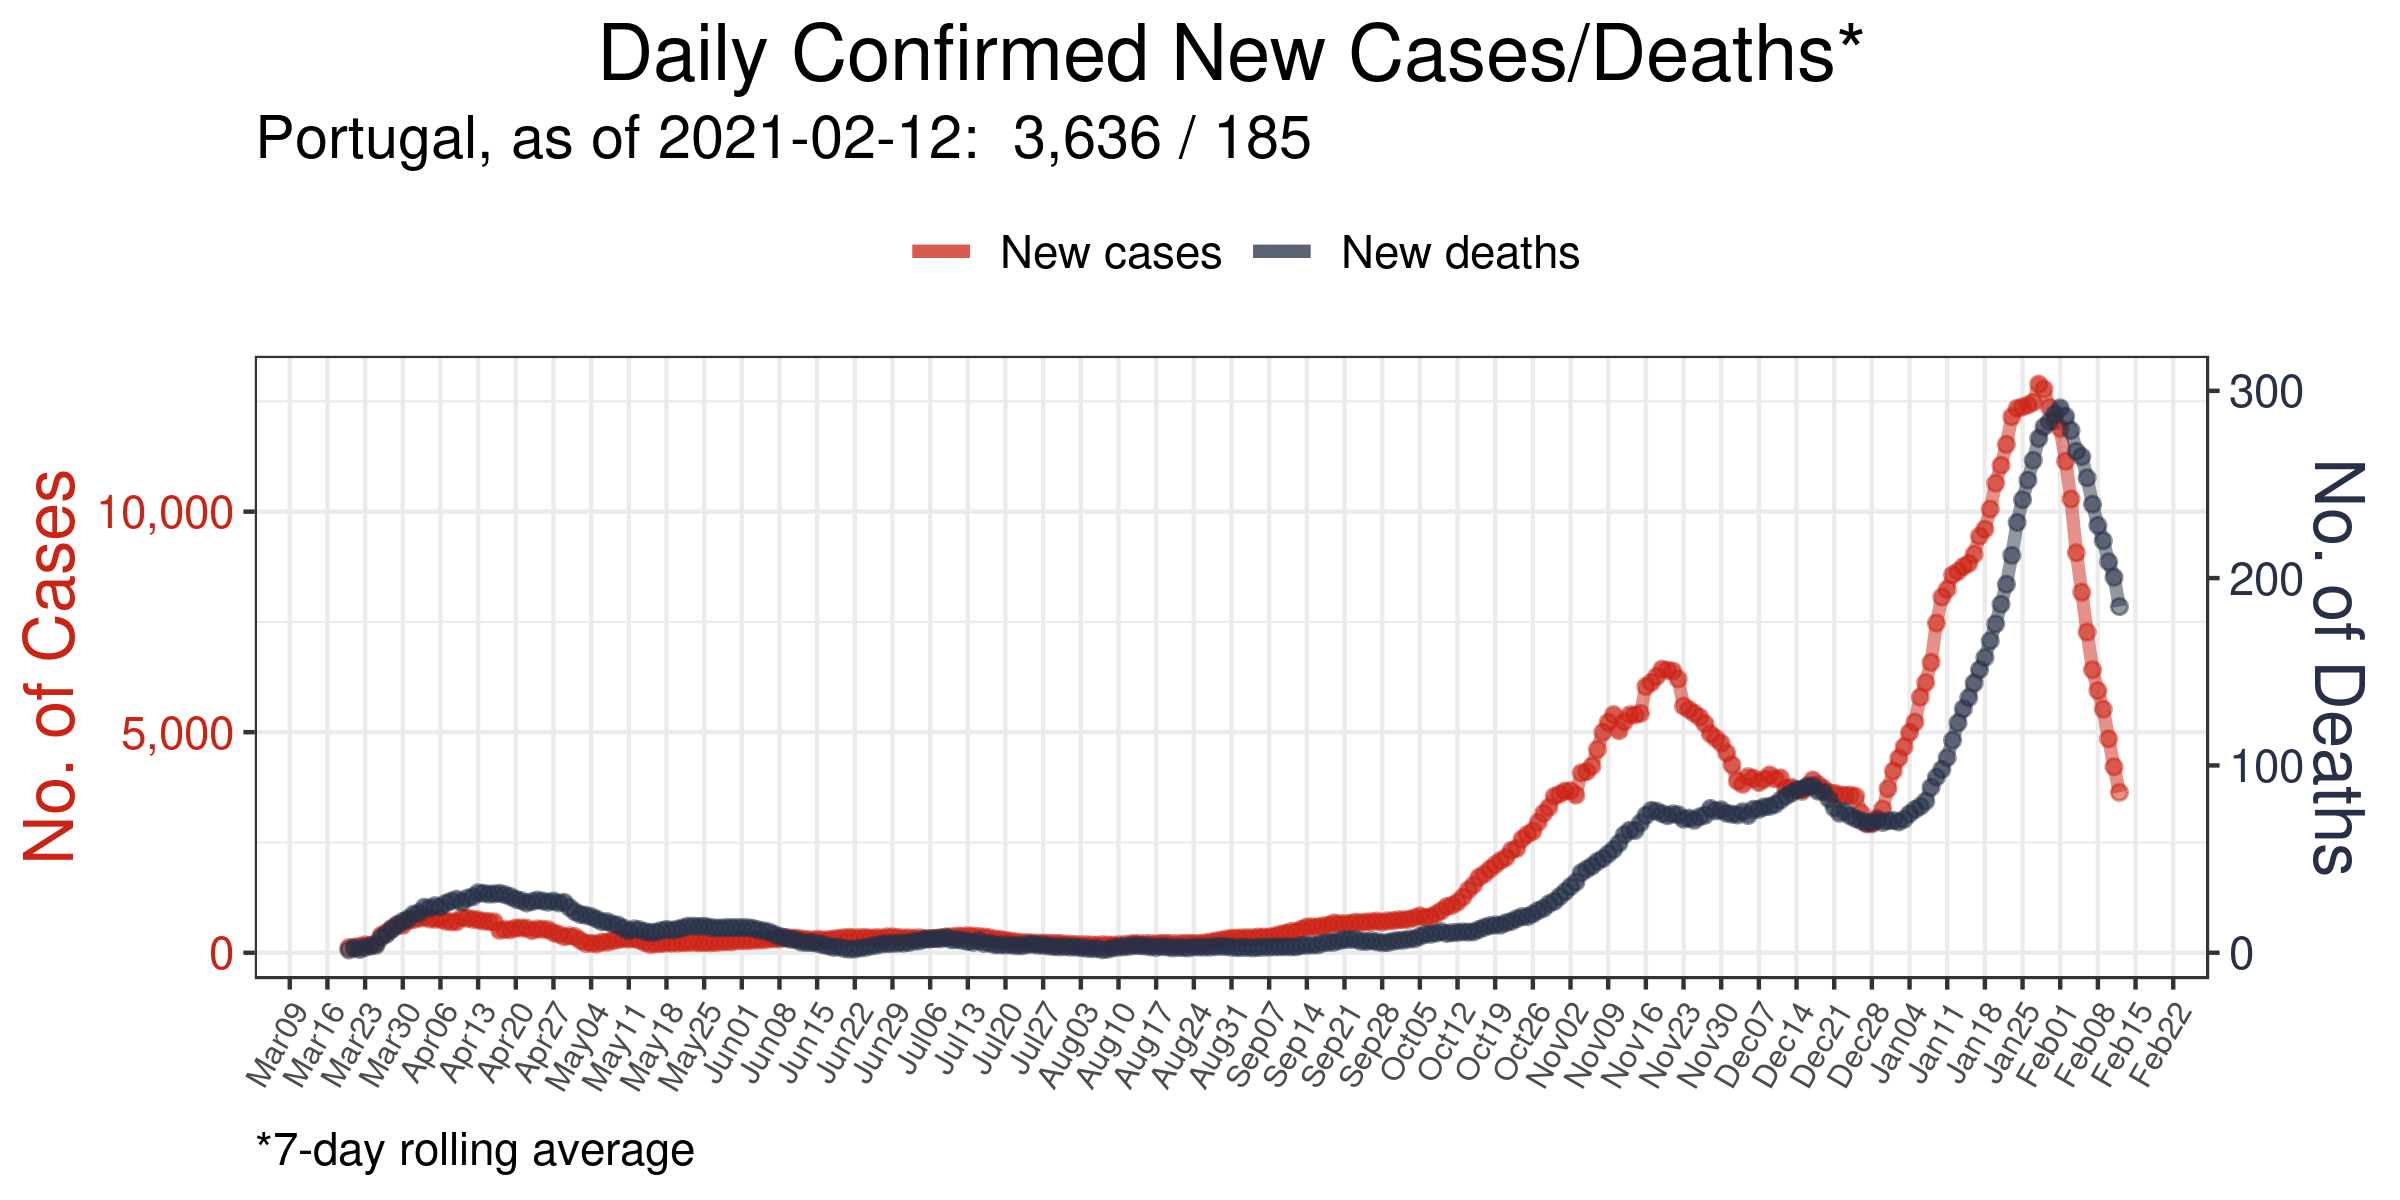 Daily Confirmed New Cases/Deaths*
Portugal, as of 2021-02-12:  3,636 / 185
New cases
New deaths
No. of Cases
10,000
5,000
0
300
200
100
0
No. of Deaths
Mar09
Mar16
Mar23
Mar30
Apr06
Apr13
Apr20
Apr27
May04
May11
May18
May25
Jun01
Jun08
Jun15
Jun22
Jun29
Jul06
Jul13
Jul20
Jul27
Aug03
Aug10
Aug17
Aug24
Aug31
Sep07
Sep14
Sep21
Sep28
Oct05
Oct12
Oct19
Oct26
Nov02
Nov09
Nov16
Nov23
Nov30
Dec07
Dec14
Dec21
Dec28
Jan04
Jan11
Jan18
Jan25
Feb01
Feb08
Feb15
Feb22
*7-day rolling average